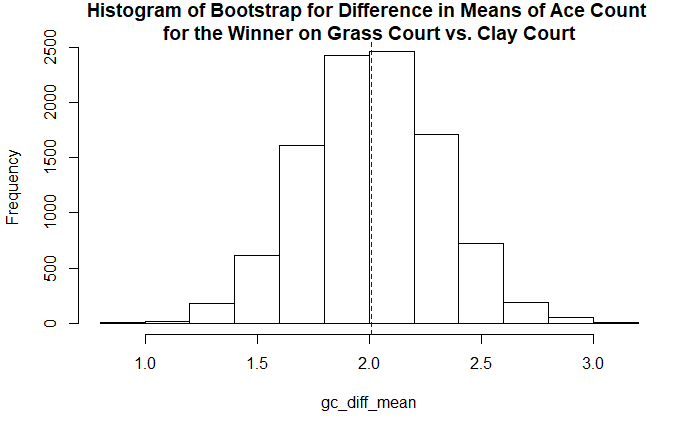 Histogram of Bootstrap for Difference in Means of Ace Count
for the Winner on Grass Court vs. Clay Court
Frequency
2500
2000
1500
1000
500
0
1.0 1.5 2.0 2.5 3.0
gc_diff_mean